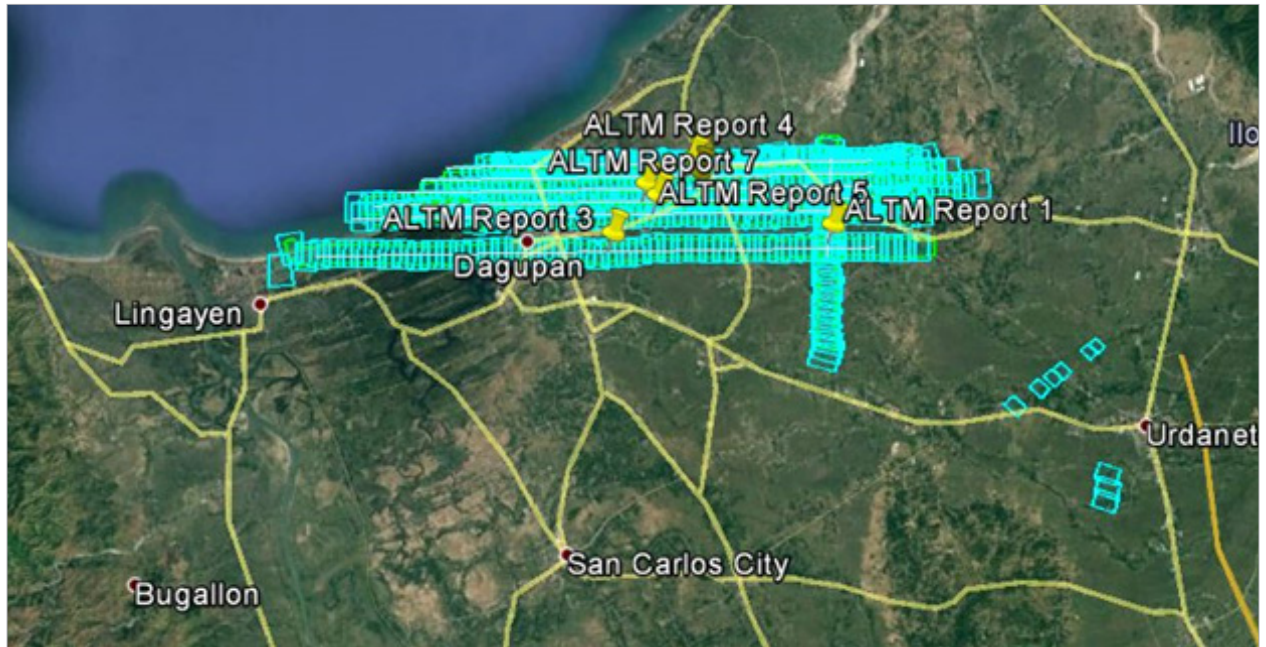 ALTM Report 4
Ilo
ALTM Report 7
ALTM Report 5
ALTM Report 3
ALTM Report 1
Dagupan
Lingayen
Urdanet
San Carlos City
Bugallon